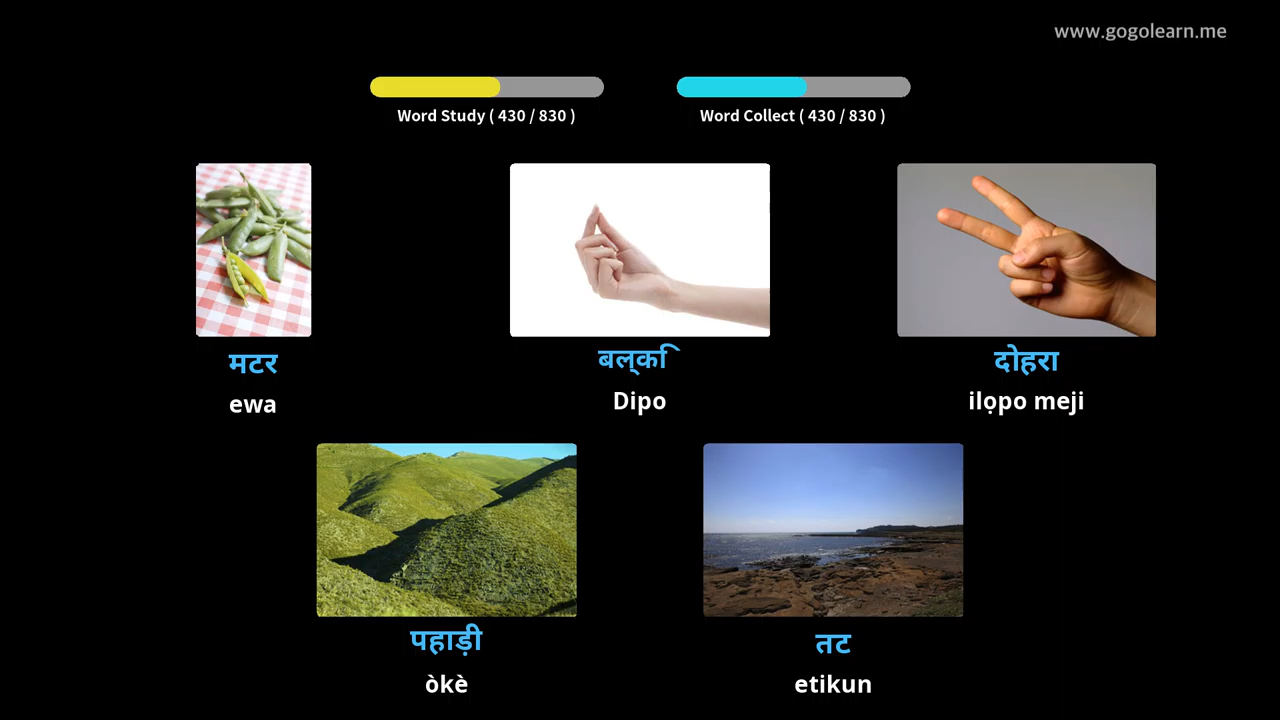 www.gogolearn.me
Word Study ( 430 / 830 )
Word Collect ( 430 / 830 )
मटर
ewa
बल्कि
Dipo
दोहरा
ilọpo meji
पहाड़ी
òkè
तट
etikun